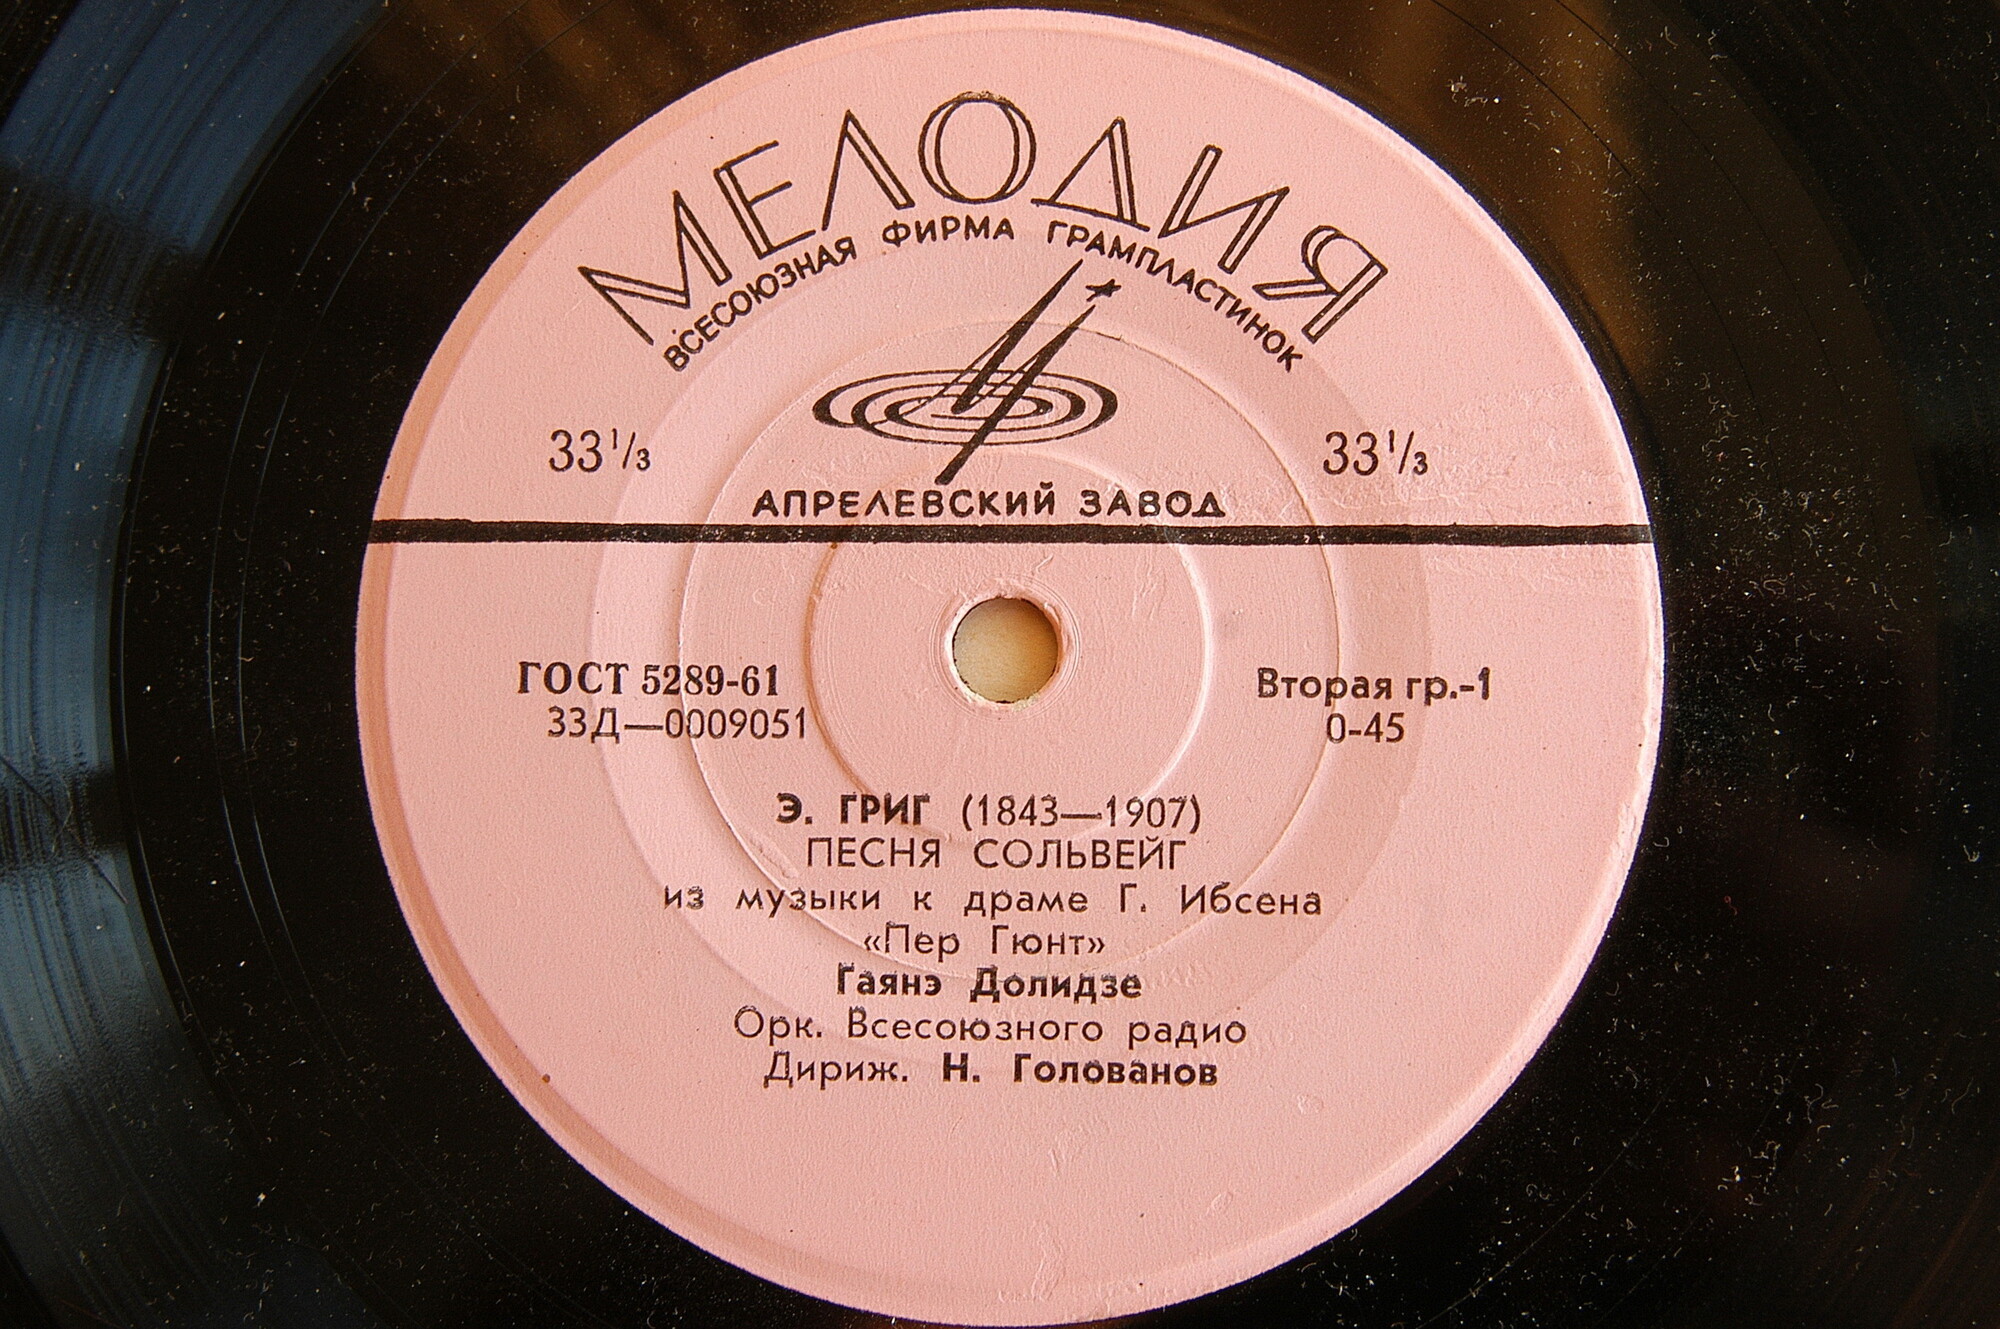 МЕЛОДИЯ
ВСЕСОЮЗНАЯ ФИРМА ГРАМПЛАСТИНОК
33 1/3
33 1/3
АПРЕЛЕВСКИЙ ЗАВОД
ГОСТ 5289-61
33Д—0009051
Вторая гр.-1
0-45
Э. ГРИГ (1843—1907)
ПЕСНЯ СОЛЬВЕЙГ
из музыки к драме Г. Ибсена
«Пер Гюнт»
Гаянэ Долидзе
Орк. Всесоюзного радио
Дириж. Н. Голованов